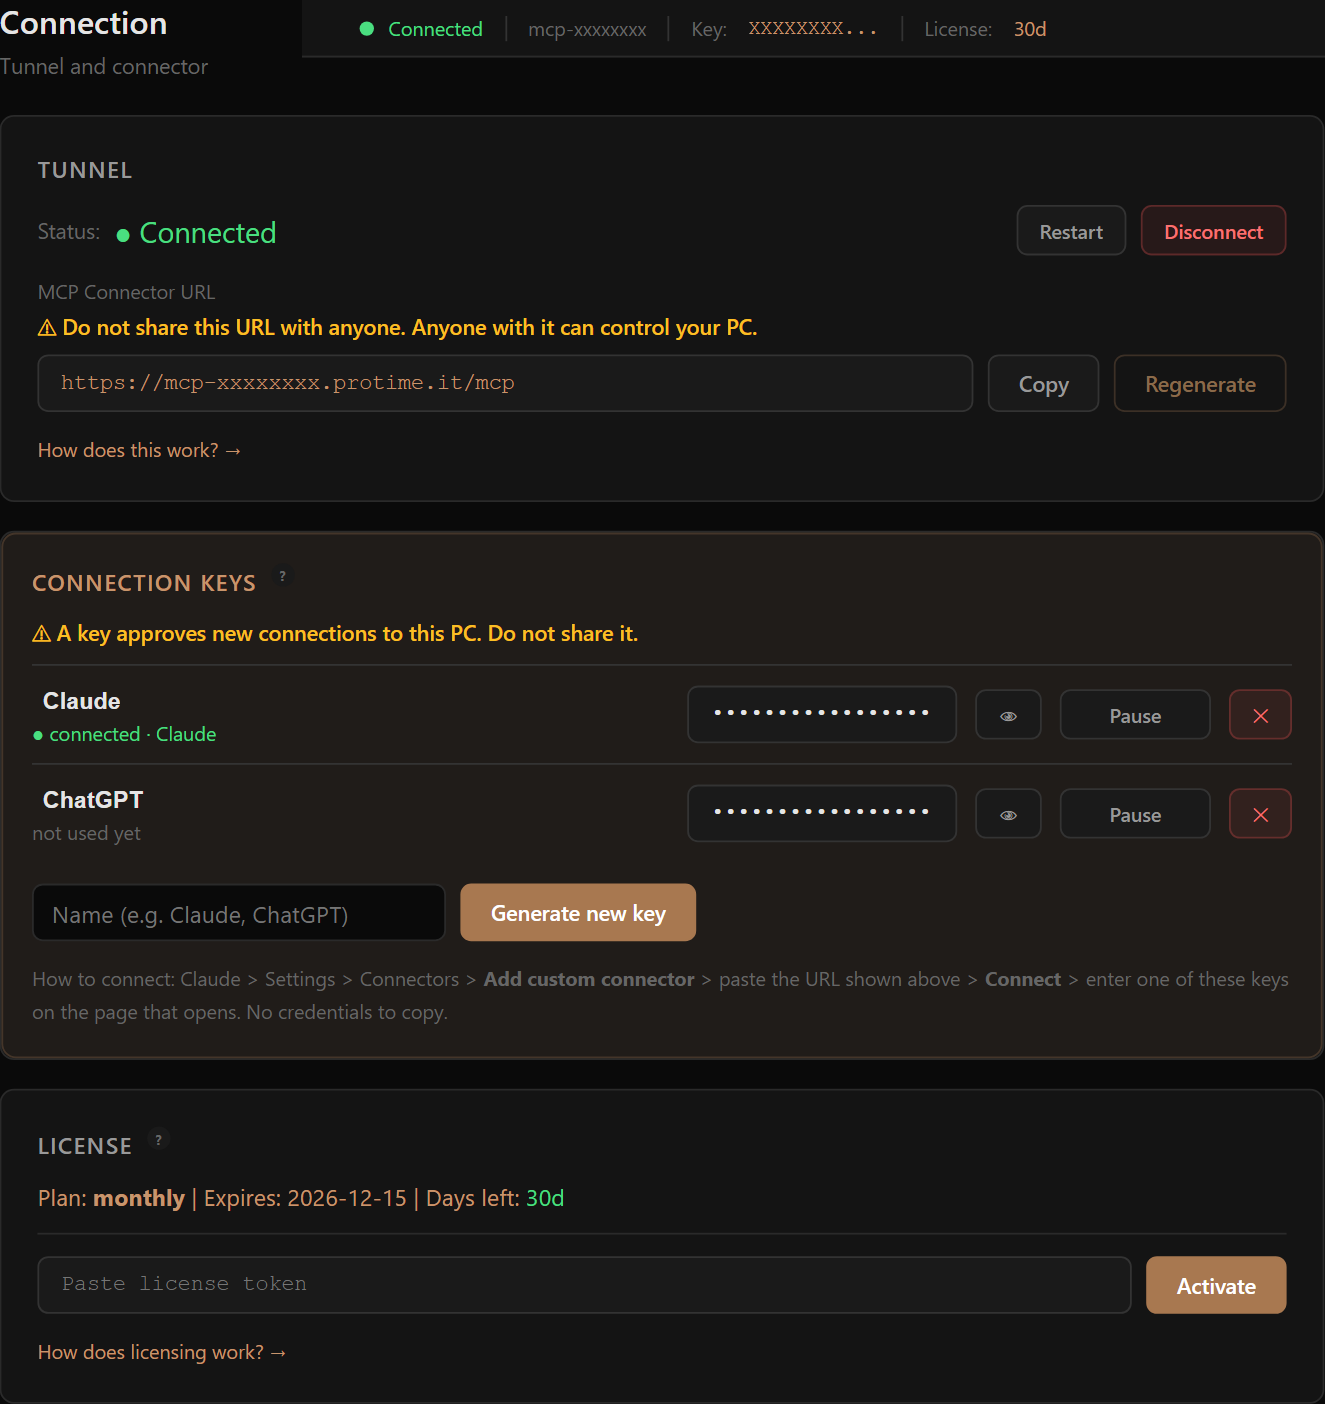 Connection
Tunnel and connector
Connected
mcp-xxxxxxxx
Key: XXXXXXXX...
License: 30d
TUNNEL
Status: Connected
Restart
Disconnect
MCP Connector URL
⚠ Do not share this URL with anyone. Anyone with it can control your PC.
https://mcp-xxxxxxxx.protime.it/mcp
Copy
Regenerate
How does this work? →
CONNECTION KEYS ?
⚠ A key approves new connections to this PC. Do not share it.
Claude
connected · Claude
•••••••••••••••••
Pause
ChatGPT
not used yet
•••••••••••••••••
Pause
Name (e.g. Claude, ChatGPT)
Generate new key
How to connect: Claude > Settings > Connectors > Add custom connector > paste the URL shown above > Connect > enter one of these keys
on the page that opens. No credentials to copy.
LICENSE ?
Plan: monthly | Expires: 2026-12-15 | Days left: 30d
Paste license token
Activate
How does licensing work? →